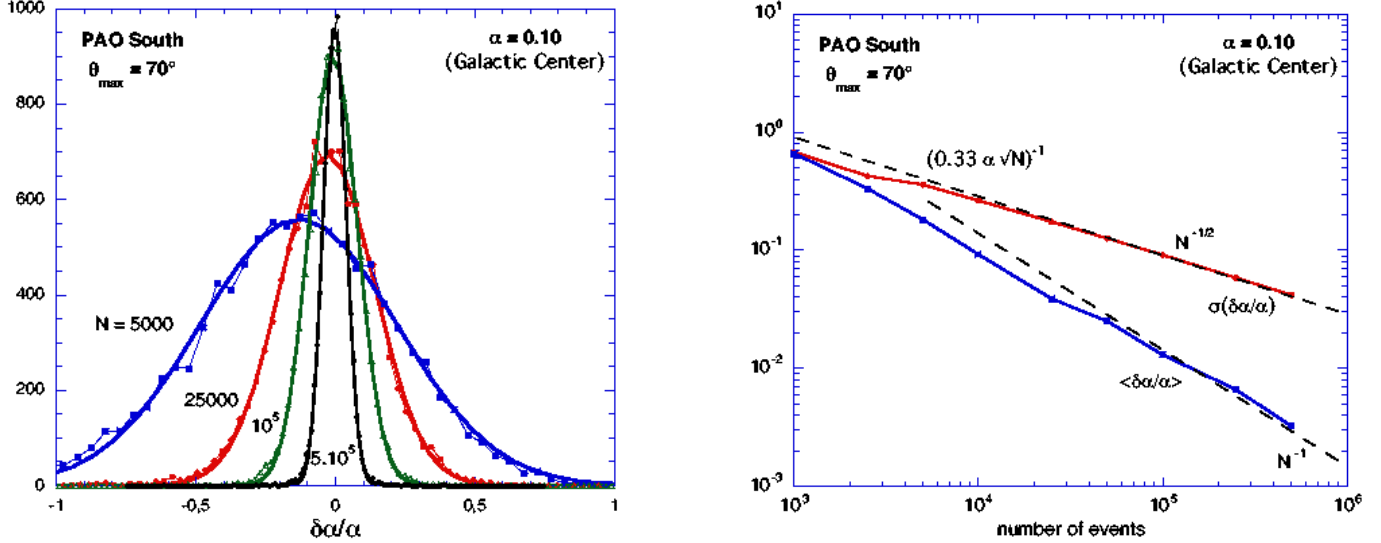 PAO South
θmax = 70°
α = 0.10
(Galactic Center)
N = 5000
25000
10⁵
5.10⁵
1000
800
600
400
200
0
-1
-0,5
0
0,5
1
δα/α
PAO South
θmax = 70°
α = 0.10
(Galactic Center)
(0.33 α √N)⁻¹
N⁻¹ᐟ²
σ(δα/α)
<δα/α>
N⁻¹
10¹
10⁰
10⁻¹
10⁻²
10⁻³
10³
10⁴
10⁵
10⁶
number of events